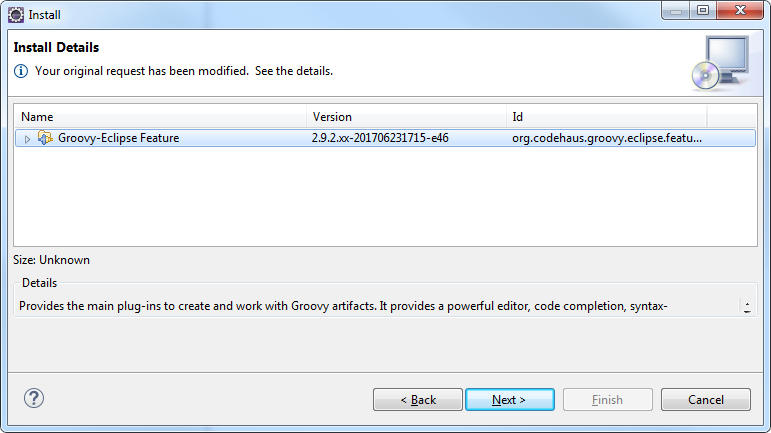 Install
Install Details
Your original request has been modified.  See the details.
Name Version Id
Groovy-Eclipse Feature 2.9.2.xx-201706231715-e46 org.codehaus.groovy.eclipse.featu...
Size: Unknown
Details
Provides the main plug-ins to create and work with Groovy artifacts. It provides a powerful editor, code completion, syntax-
? < Back Next > Finish Cancel